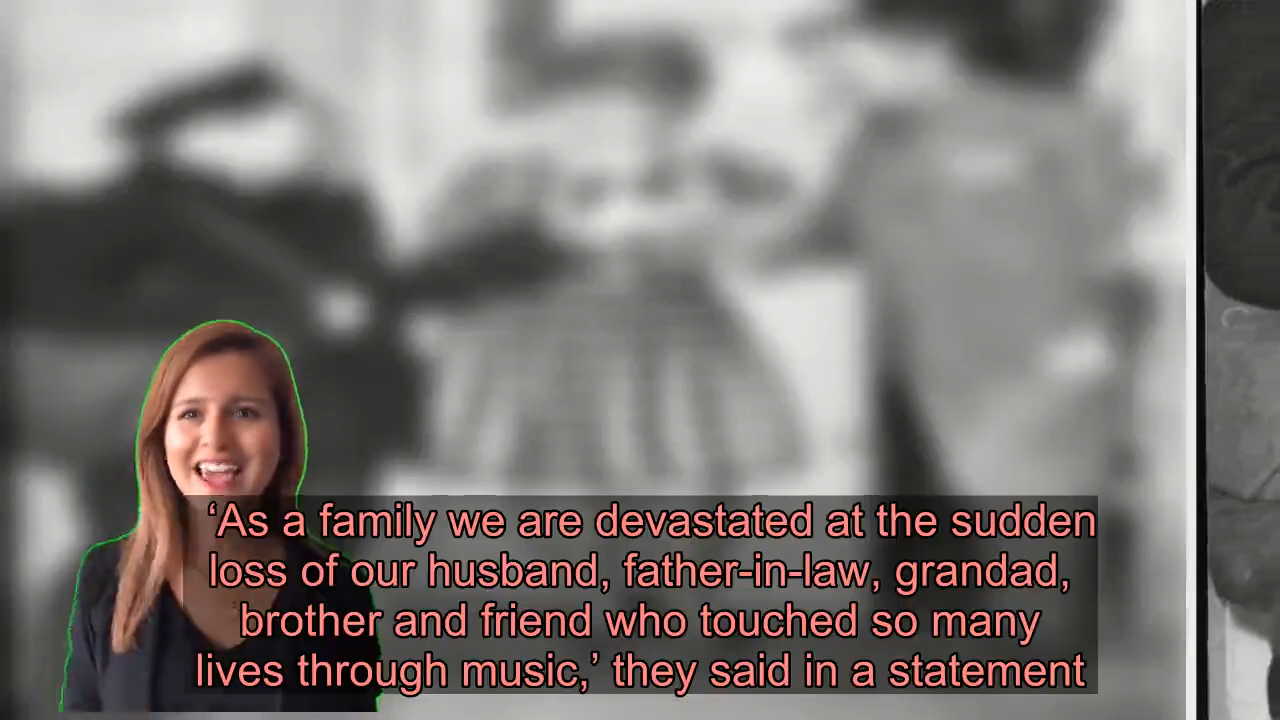 ‘As a family we are devastated at the sudden
loss of our husband, father-in-law, grandad,
brother and friend who touched so many
lives through music,’ they said in a statement